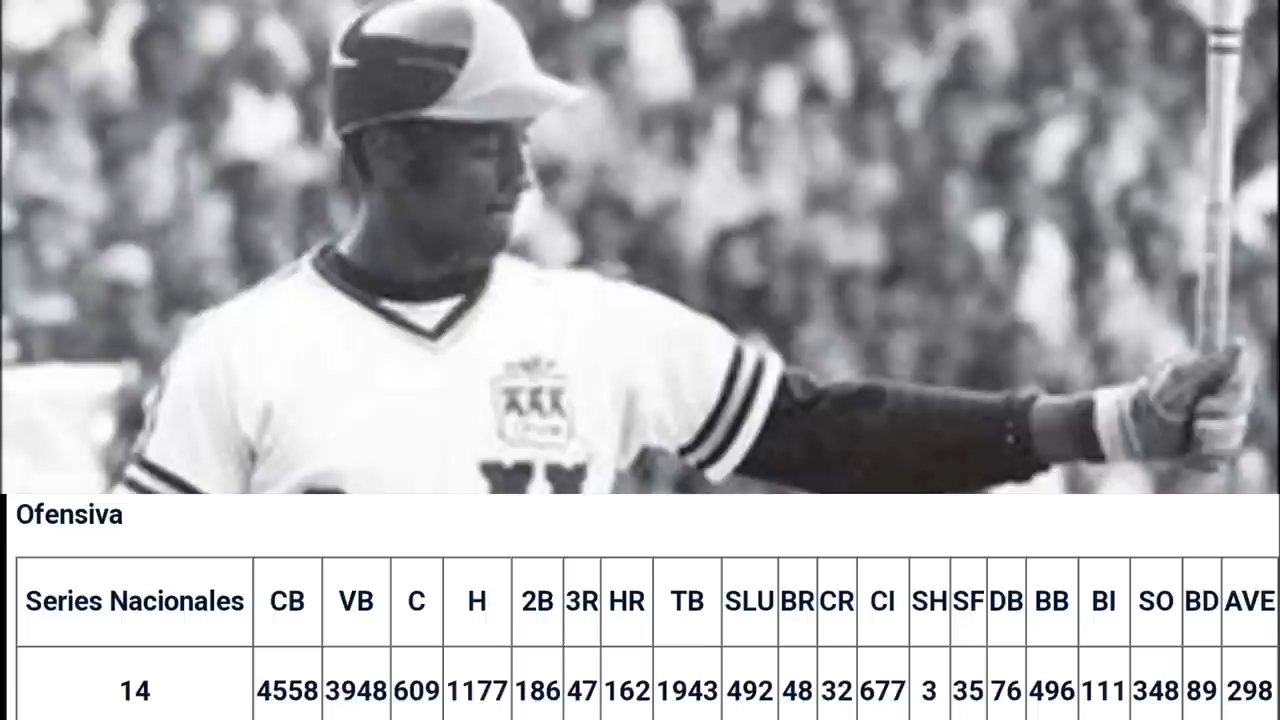 Ofensiva
Series Nacionales CB VB C H 2B 3R HR TB SLU BR CR CI SH SF DB BB BI SO BD AVE
14 4558 3948 609 1177 186 47 162 1943 492 48 32 677 3 35 76 496 111 348 89 298